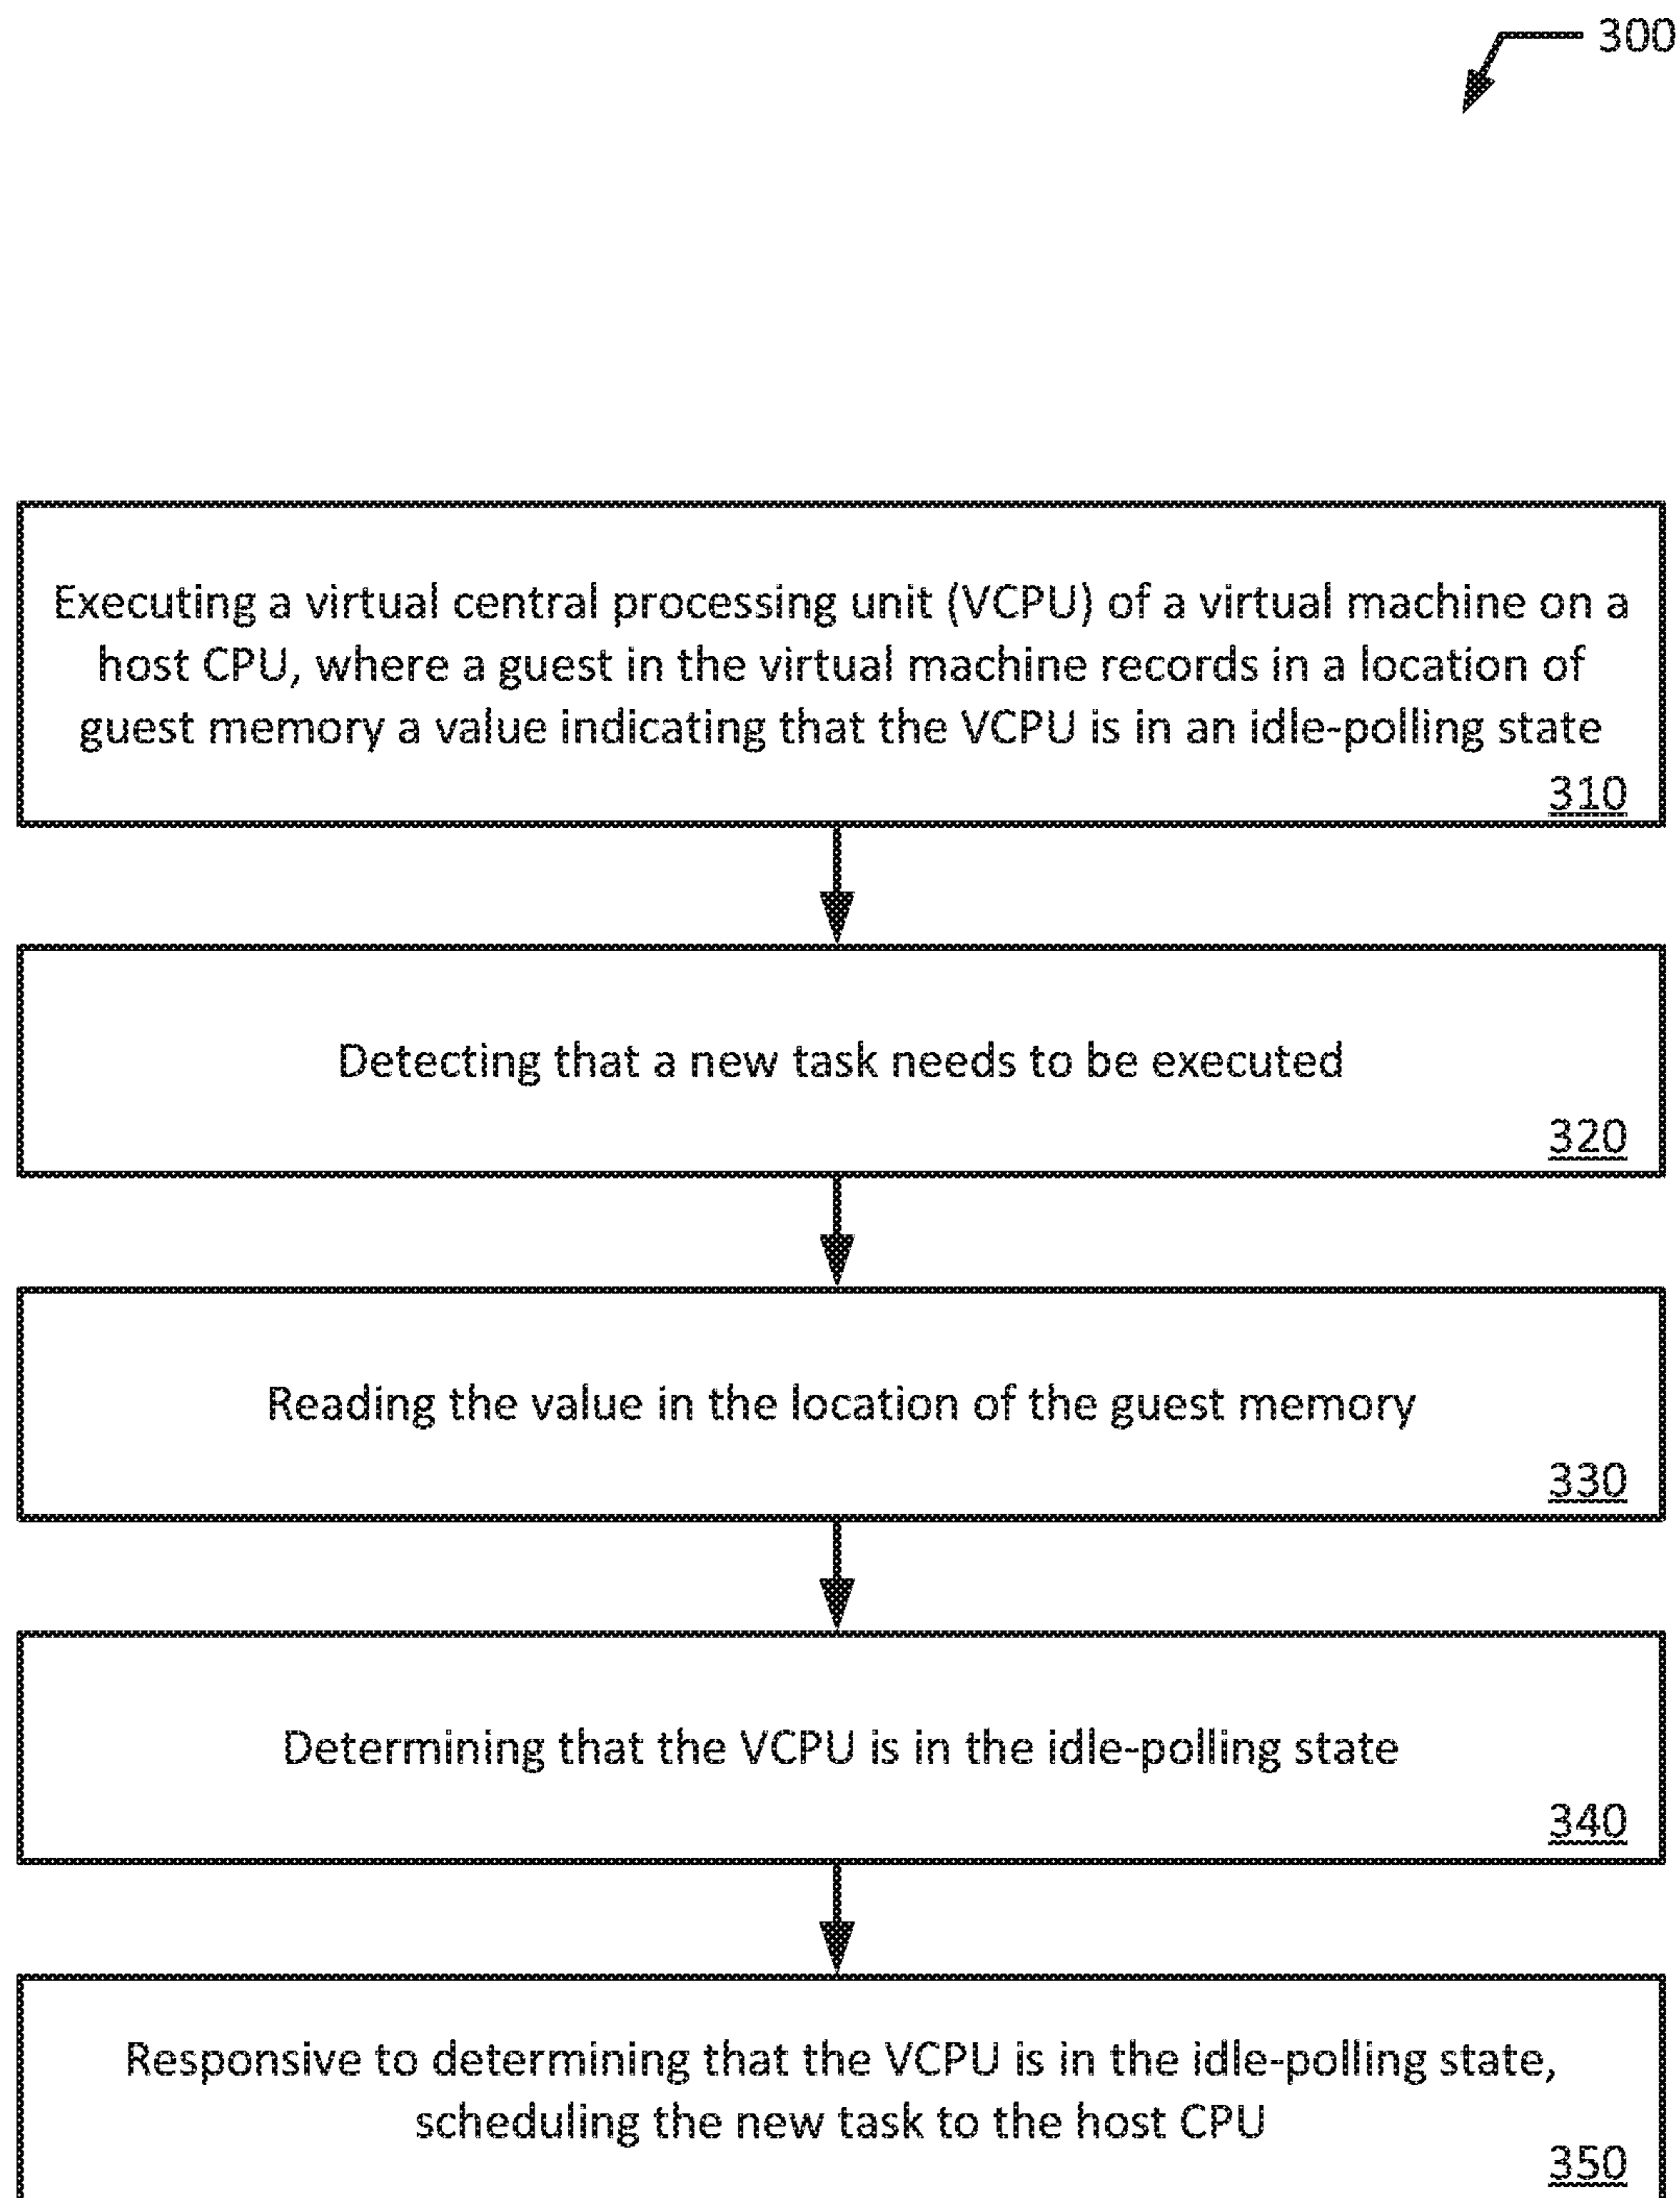 300
Executing a virtual central processing unit (VCPU) of a virtual machine on a
host CPU, where a guest in the virtual machine records in a location of
guest memory a value indicating that the VCPU is in an idle-polling state
310
Detecting that a new task needs to be executed
320
Reading the value in the location of the guest memory
330
Determining that the VCPU is in the idle-polling state
340
Responsive to determining that the VCPU is in the idle-polling state,
scheduling the new task to the host CPU
350